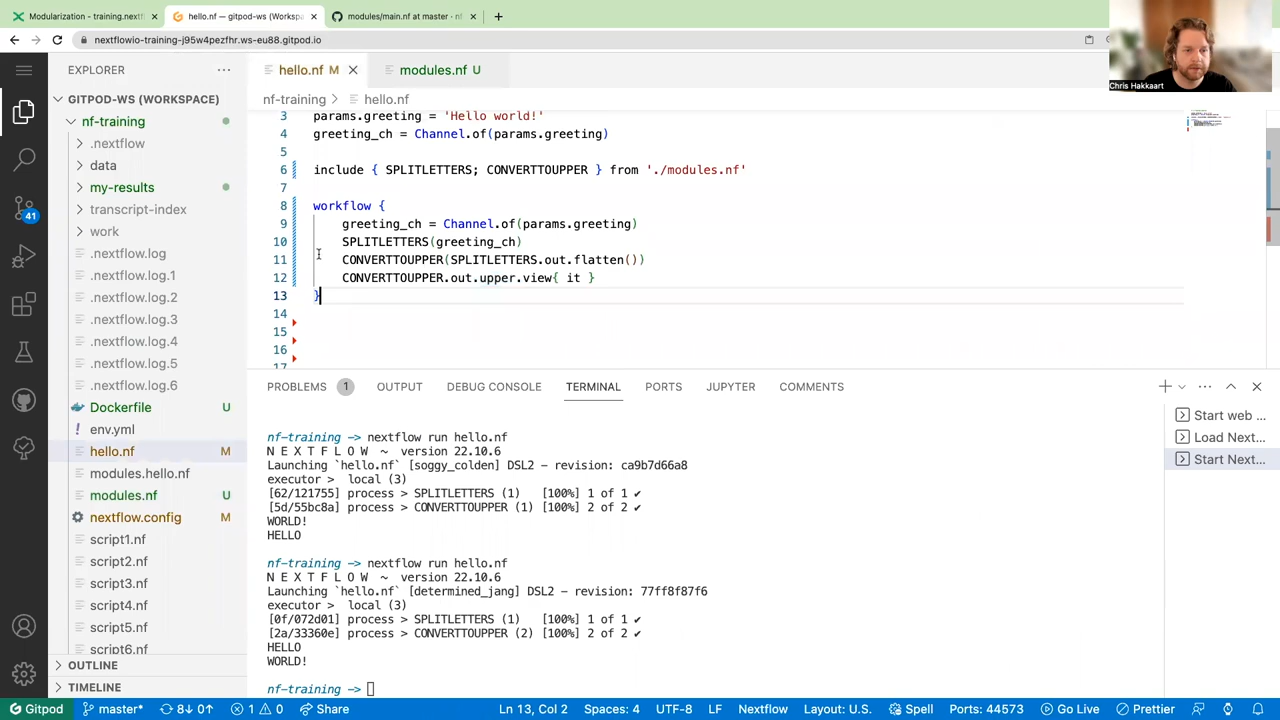 Modularization - training.nextfl
hello.nf — gitpod-ws (Workspa
modules/main.nf at master · nf
nextflowio-training-j95w4pezfhr.ws-eu88.gitpod.io
Chris Hakkaart
EXPLORER
GITPOD-WS (WORKSPACE)
nf-training
nextflow
data
my-results
transcript-index
work
.nextflow.log
.nextflow.log.1
.nextflow.log.2
.nextflow.log.3
.nextflow.log.4
.nextflow.log.5
.nextflow.log.6
Dockerfile U
env.yml
hello.nf M
modules.hello.nf
modules.nf U
nextflow.config M
script1.nf
script2.nf
script3.nf
script4.nf
script5.nf
script6.nf
OUTLINE
TIMELINE
41
hello.nf M
modules.nf U
nf-training > hello.nf
3 params.greeting = 'Hello world!'
4 greeting_ch = Channel.of(params.greeting)
5
6 include { SPLITLETTERS; CONVERTTOUPPER } from './modules.nf'
7
8 workflow {
9 greeting_ch = Channel.of(params.greeting)
10 SPLITLETTERS(greeting_ch)
11 CONVERTTOUPPER(SPLITLETTERS.out.flatten())
12 CONVERTTOUPPER.out.upper.view{ it }
13 }
14
15
16
17
PROBLEMS 1 OUTPUT DEBUG CONSOLE TERMINAL PORTS JUPYTER COMMENTS
nf-training -> nextflow run hello.nf
N E X T F L O W ~ version 22.10.6
Launching `hello.nf` [soggy_colden] DSL2 - revision: ca9b7d66a8
executor > local (3)
[62/121755] process > SPLITLETTERS (1) [100%] 1 of 1 ✔
[5d/55bc8a] process > CONVERTTOUPPER (1) [100%] 2 of 2 ✔
WORLD!
HELLO
nf-training -> nextflow run hello.nf
N E X T F L O W ~ version 22.10.6
Launching `hello.nf` [determined_jang] DSL2 - revision: 77ff8f87f6
executor > local (3)
[0f/072d01] process > SPLITLETTERS (1) [100%] 1 of 1 ✔
[2a/33360e] process > CONVERTTOUPPER (2) [100%] 2 of 2 ✔
HELLO
WORLD!
nf-training ->
Start web ...
Load Next...
Start Next...
Gitpod master* 8↓ 0↑ 1 0 Share Ln 13, Col 2 Spaces: 4 UTF-8 LF Nextflow Layout: U.S. Spell Ports: 44573 Go Live Prettier